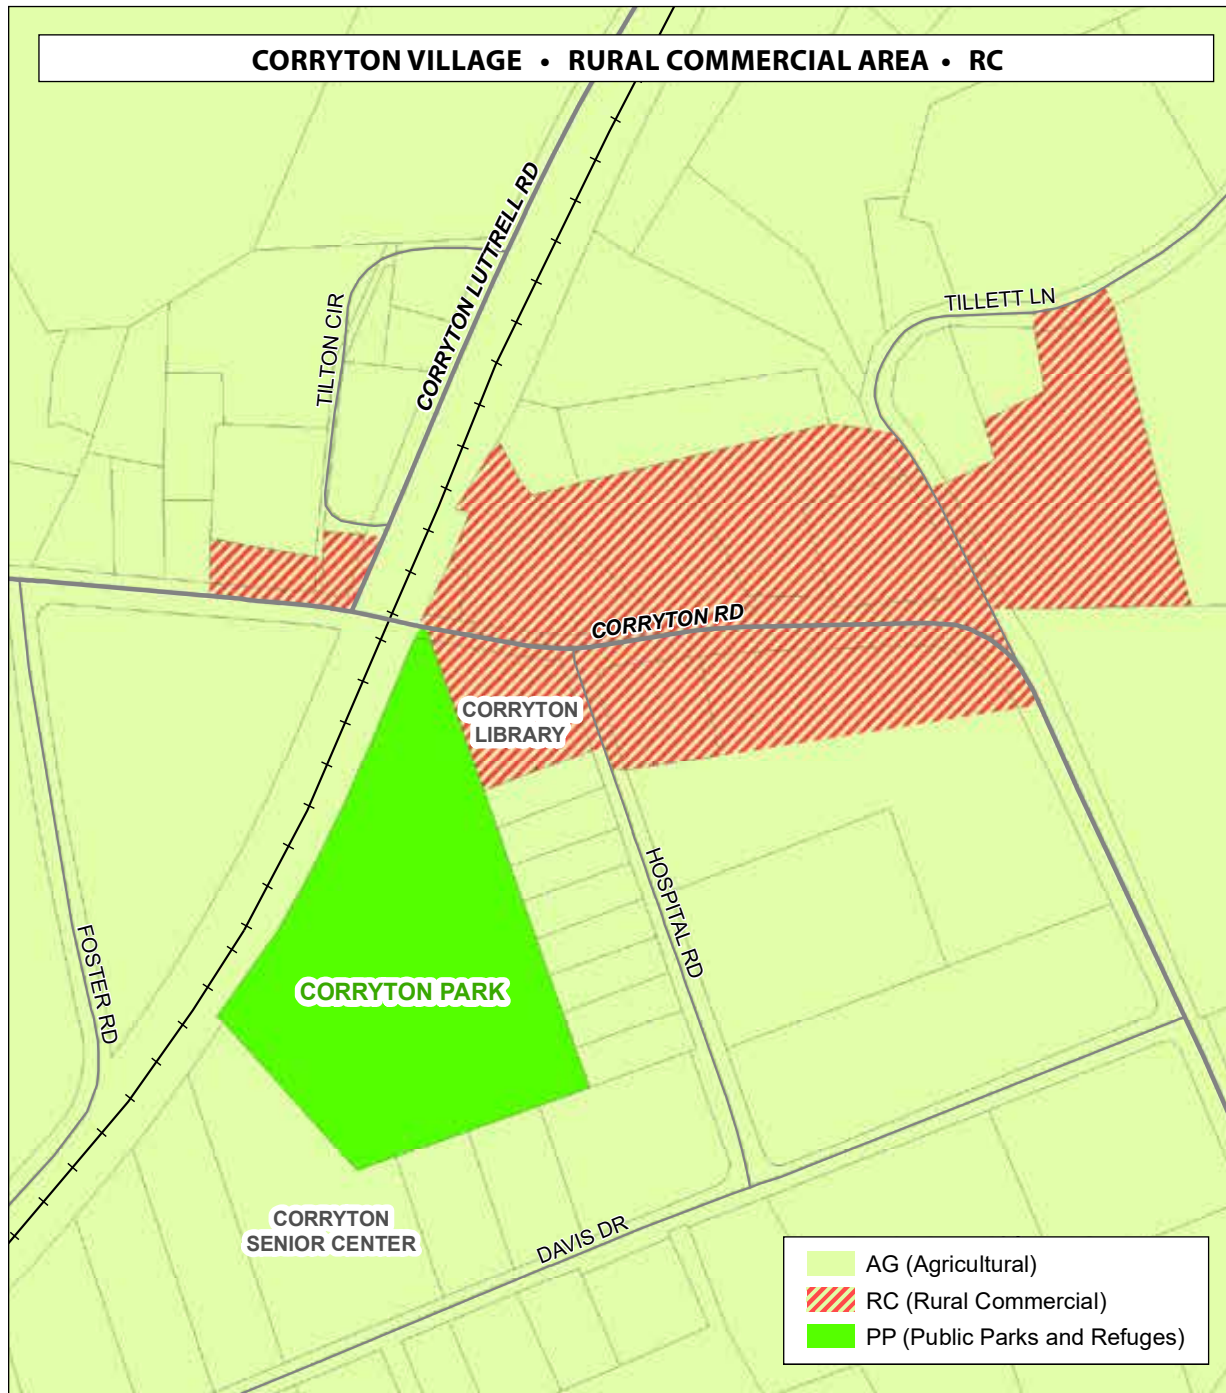 CORRYTON VILLAGE • RURAL COMMERCIAL AREA • RC
CORRYTON LUTTRELL RD
TILTON CIR
TILLETT LN
CORRYTON RD
CORRYTON
LIBRARY
HOSPITAL RD
FOSTER RD
CORRYTON PARK
CORRYTON
SENIOR CENTER
DAVIS DR
AG (Agricultural)
RC (Rural Commercial)
PP (Public Parks and Refuges)